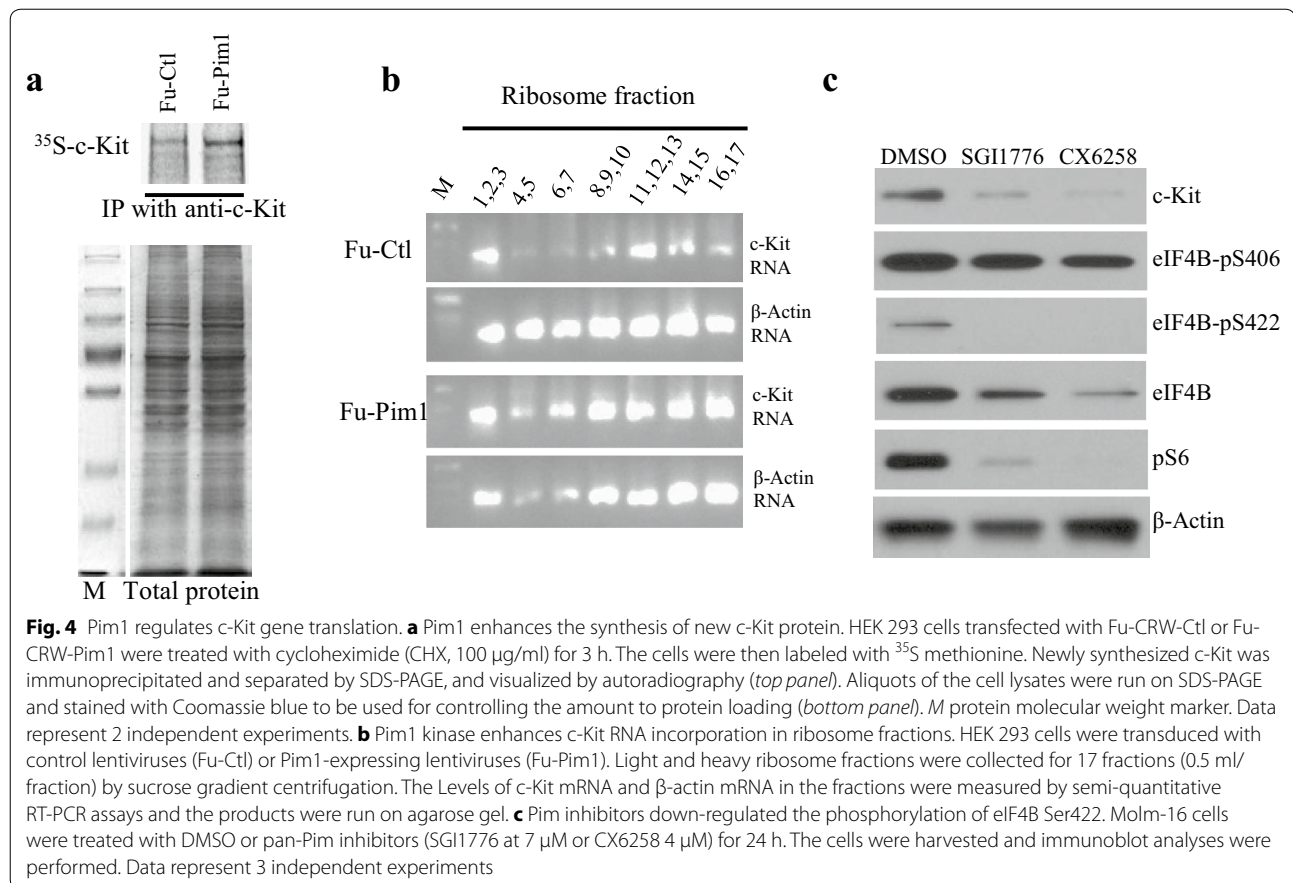 a
Fu-Ctl
Fu-Pim1
³⁵S-c-Kit
IP with anti-c-Kit
M Total protein
b
Ribosome fraction
M
1,2,3
4,5
6,7
8,9,10
11,12,13
14,15
16,17
Fu-Ctl
c-Kit
RNA
β-Actin
RNA
Fu-Pim1
c-Kit
RNA
β-Actin
RNA
c
DMSO SGI1776 CX6258
c-Kit
eIF4B-pS406
eIF4B-pS422
eIF4B
pS6
β-Actin
Fig. 4 Pim1 regulates c-Kit gene translation. a Pim1 enhances the synthesis of new c-Kit protein. HEK 293 cells transfected with Fu-CRW-Ctl or Fu-
CRW-Pim1 were treated with cycloheximide (CHX, 100 μg/ml) for 3 h. The cells were then labeled with ³⁵S methionine. Newly synthesized c-Kit was
immunoprecipitated and separated by SDS-PAGE, and visualized by autoradiography (top panel). Aliquots of the cell lysates were run on SDS-PAGE
and stained with Coomassie blue to be used for controlling the amount to protein loading (bottom panel). M protein molecular weight marker. Data
represent 2 independent experiments. b Pim1 kinase enhances c-Kit RNA incorporation in ribosome fractions. HEK 293 cells were transduced with
control lentiviruses (Fu-Ctl) or Pim1-expressing lentiviruses (Fu-Pim1). Light and heavy ribosome fractions were collected for 17 fractions (0.5 ml/
fraction) by sucrose gradient centrifugation. The Levels of c-Kit mRNA and β-actin mRNA in the fractions were measured by semi-quantitative
RT-PCR assays and the products were run on agarose gel. c Pim inhibitors down-regulated the phosphorylation of eIF4B Ser422. Molm-16 cells
were treated with DMSO or pan-Pim inhibitors (SGI1776 at 7 μM or CX6258 4 μM) for 24 h. The cells were harvested and immunoblot analyses were
performed. Data represent 3 independent experiments